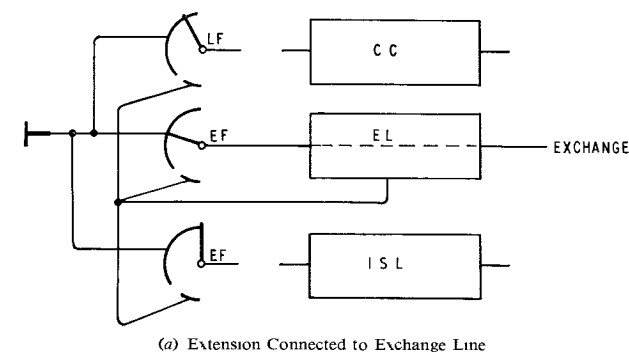 LF
CC
EF
EL
EXCHANGE
EF
ISL
(a) Extension Connected to Exchange Line